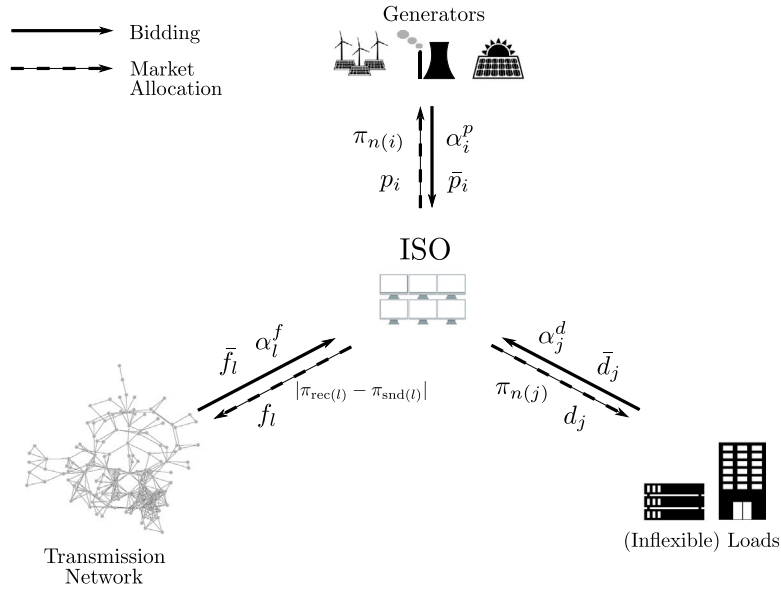 Generators
Bidding
Market
Allocation
π_{n(i)} α_i^p
p_i p̄_i
ISO
f̄_l α_l^f
|π_{rec(l)} − π_{snd(l)}|
f_l
α_j^d d̄_j
π_{n(j)} d_j
(Inflexible) Loads
Transmission
Network